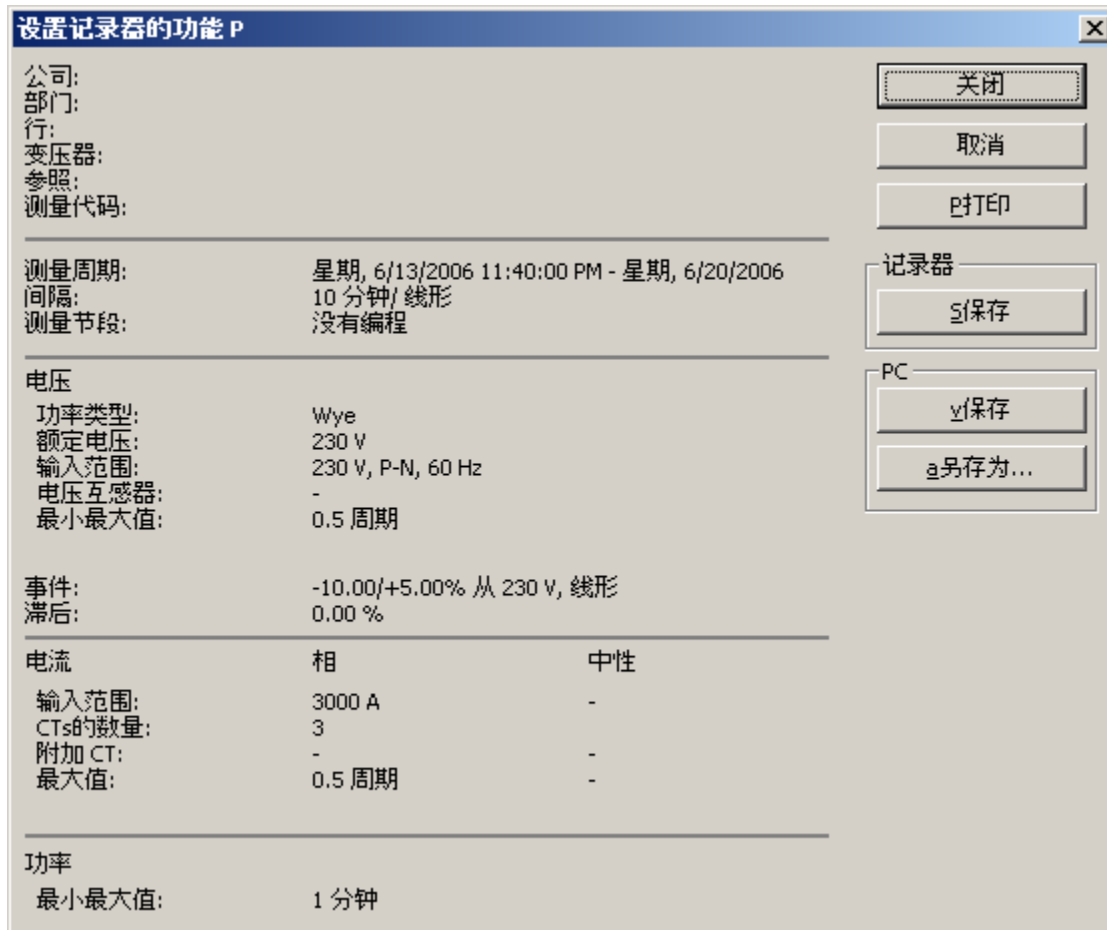 设置记录器的功能 P
公司:
部门:
行:
变压器:
参照:
测量代码:
关闭
取消
P打印
测量周期: 星期, 6/13/2006 11:40:00 PM - 星期, 6/20/2006
间隔: 10 分钟/ 线形
测量节段: 没有编程
记录器
S保存
PC
v保存
a另存为...
电压
功率类型: Wye
额定电压: 230 V
输入范围: 230 V, P-N, 60 Hz
电压互感器: -
最小最大值: 0.5 周期
事件: -10.00/+5.00% 从 230 V, 线形
滞后: 0.00 %
电流 相 中性
输入范围: 3000 A -
CTs的数量: 3
附加 CT: - -
最大值: 0.5 周期 -
功率
最小最大值: 1 分钟